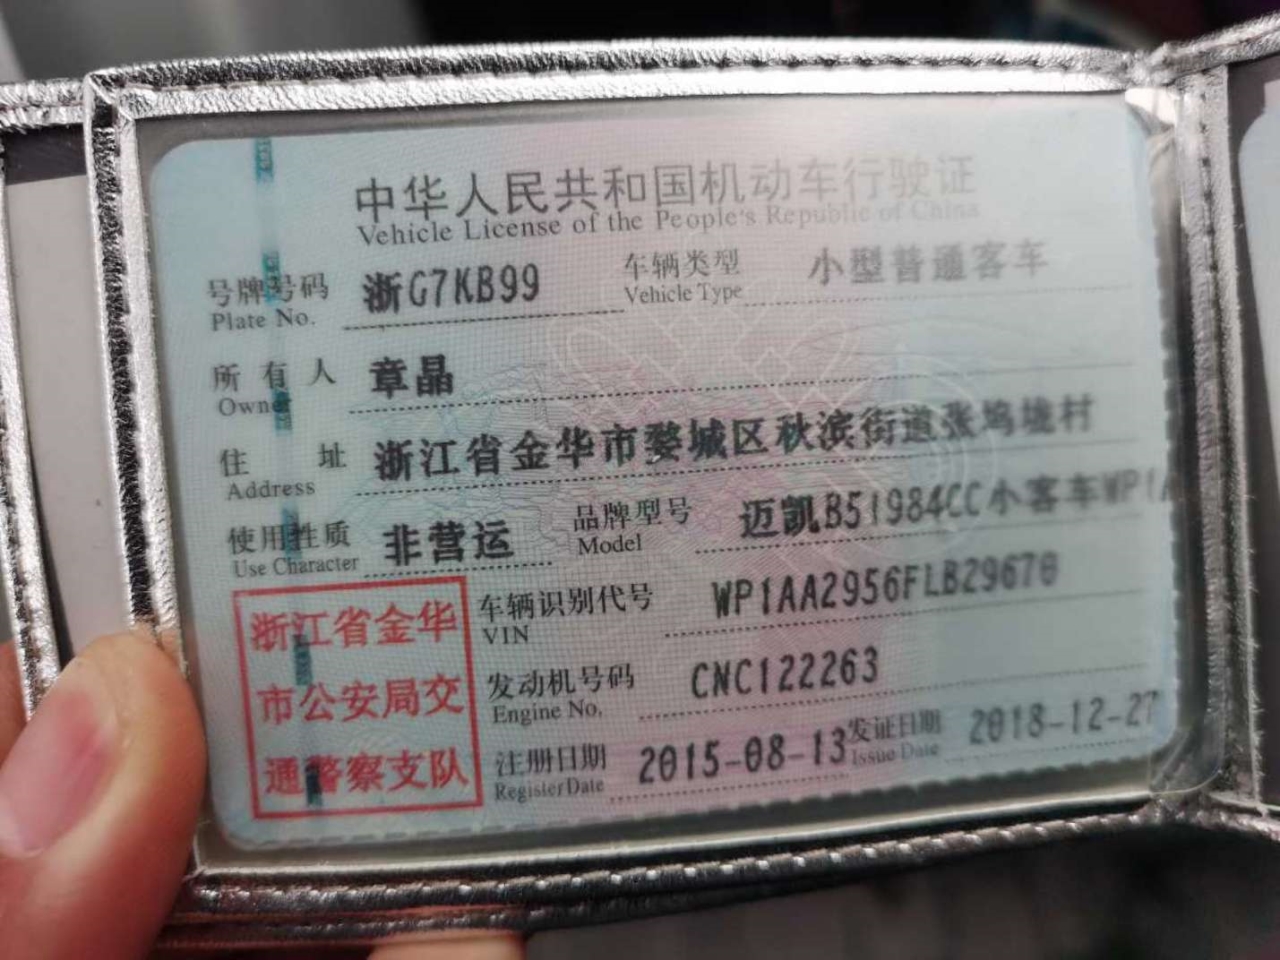 中华人民共和国机动车行驶证
Vehicle License of the People's Republic of China
号牌号码 浙G7KB99 车辆类型 小型普通客车
Plate No. Vehicle Type
所有人 章晶
Owner
住址 浙江省金华市婺城区秋滨街道张坞垅村
Address
使用性质 非营运 品牌型号 迈凯B51984CC小客车WP1A
Use Character Model
车辆识别代号 WP1AA2956FLB29670
VIN
发动机号码 CNC122263
Engine No.
注册日期 2015-08-13 发证日期 2018-12-27
Register Date Issue Date
浙江省金华
市公安局交
通警察支队